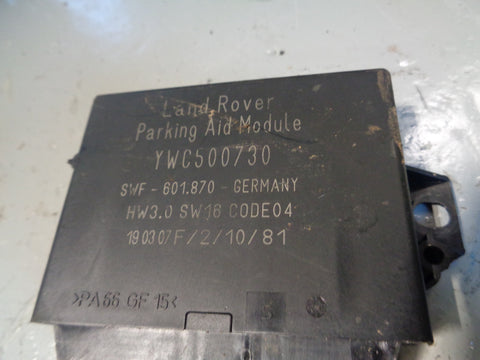 Land Rover
Parking Aid Module
YWC500730
SWF - 601.870 - GERMANY
HW3.0 SW16 CODE04
190307F/2/10/81
>PA66 GF 15<